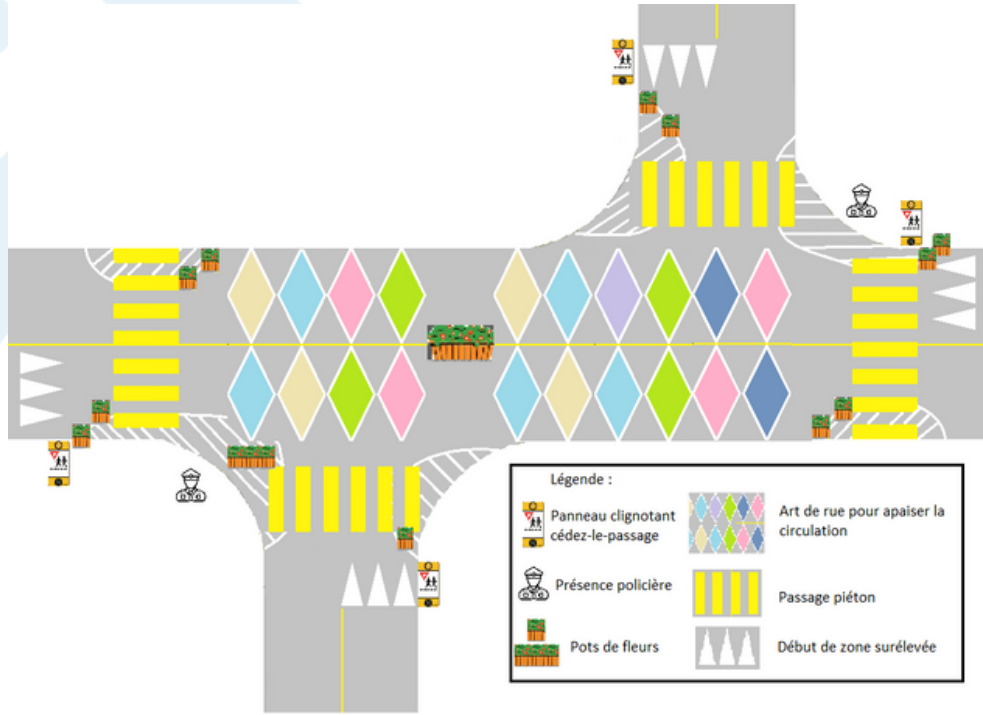 Légende :
Panneau clignotant
cédez-le-passage
Art de rue pour apaiser la
circulation
Présence policière
Passage piéton
Pots de fleurs
Début de zone surélevée